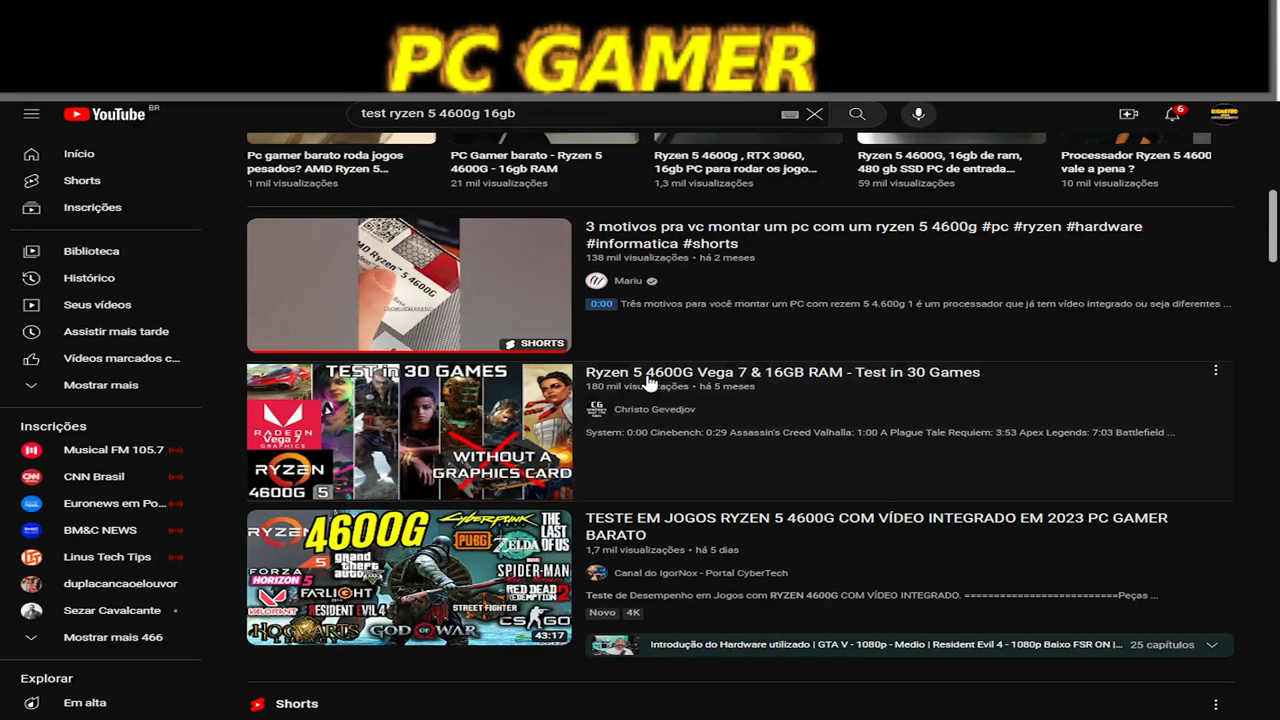 PC GAMER
YouTube BR
test ryzen 5 4600g 16gb
6
Início
Shorts
Inscrições
Biblioteca
Histórico
Seus vídeos
Assistir mais tarde
Vídeos marcados c...
Mostrar mais
Inscrições
Musical FM 105.7
CNN Brasil
Euronews em Po...
BM&C NEWS
Linus Tech Tips
duplacancaoelouvor
Sezar Cavalcante
Mostrar mais 466
Explorar
Em alta
Pc gamer barato roda jogos
pesados? AMD Ryzen 5...
1 mil visualizações
PC Gamer barato - Ryzen 5
4600G - 16gb RAM
21 mil visualizações
Ryzen 5 4600g , RTX 3060,
16gb PC para rodar os jogo...
1,3 mil visualizações
Ryzen 5 4600G, 16gb de ram,
480 gb SSD PC de entrada...
59 mil visualizações
Processador Ryzen 5 4600
vale a pena ?
10 mil visualizações
AMD Ryzen™ 5 4600G
SHORTS
3 motivos pra vc montar um pc com um ryzen 5 4600g #pc #ryzen #hardware
#informatica #shorts
138 mil visualizações • há 2 meses
Mariu
0:00 Três motivos para você montar um PC com rezem 5 4.600g 1 é um processador que já tem vídeo integrado ou seja diferentes ...
TEST in 30 GAMES
RADEON
Vega 7
GRAPHICS
RYZEN
4600G 5
WITHOUT A
GRAPHICS CARD
Ryzen 5 4600G Vega 7 & 16GB RAM - Test in 30 Games
180 mil visualizações • há 5 meses
CG
Christo Gevedjov
System: 0:00 Cinebench: 0:29 Assassin's Creed Valhalla: 1:00 A Plague Tale Requiem: 3:53 Apex Legends: 7:03 Battlefield ...
RYZEN
5
4600G
CYBERPUNK
PUBG
THE
LAST
OF US
ZELDA
grand
theft
auto
FORZA
HORIZON 5
SPIDER-MAN
FARLIGHT
RED DEAD
REDEMPTION 2
VALORANT
RESIDENT EVIL 4
STREET FIGHTER
HOGWARTS
GOD OF WAR
CS:GO
43:17
TESTE EM JOGOS RYZEN 5 4600G COM VÍDEO INTEGRADO EM 2023 PC GAMER
BARATO
1,7 mil visualizações • há 5 dias
Canal do IgorNox - Portal CyberTech
Teste de Desempenho em Jogos com RYZEN 4600G COM VÍDEO INTEGRADO. =========================Peças ...
Novo 4K
Introdução do Hardware utilizado | GTA V - 1080p - Medio | Resident Evil 4 - 1080p Baixo FSR ON |... 25 capítulos
Shorts